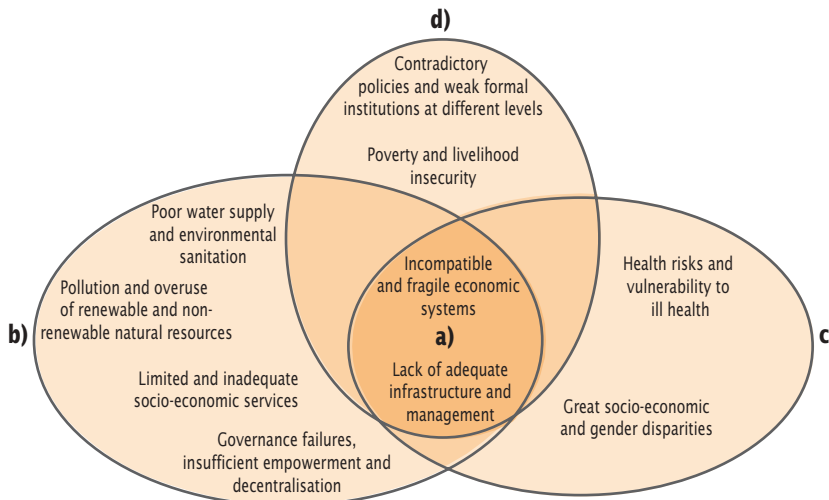 d)
Contradictory
policies and weak formal
institutions at different levels
Poverty and livelihood
insecurity
Poor water supply
and environmental
sanitation
Pollution and overuse
of renewable and non-
renewable natural resources
b)
Limited and inadequate
socio-economic services
Governance failures,
insufficient empowerment and
decentralisation
Incompatible
and fragile economic
systems
a)
Lack of adequate
infrastructure and
management
Health risks and
vulnerability to
ill health
c)
Great socio-economic
and gender disparities